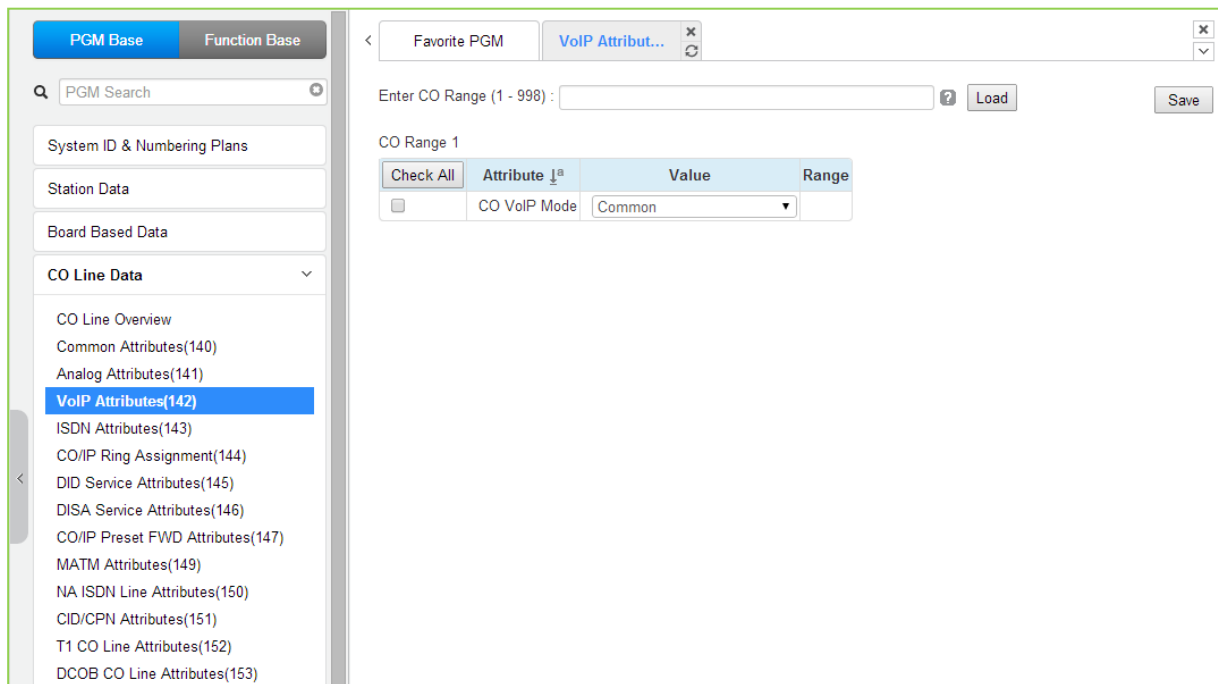 PGM Base Function Base
PGM Search
System ID & Numbering Plans
Station Data
Board Based Data
CO Line Data
CO Line Overview
Common Attributes(140)
Analog Attributes(141)
VoIP Attributes(142)
ISDN Attributes(143)
CO/IP Ring Assignment(144)
DID Service Attributes(145)
DISA Service Attributes(146)
CO/IP Preset FWD Attributes(147)
MATM Attributes(149)
NA ISDN Line Attributes(150)
CID/CPN Attributes(151)
T1 CO Line Attributes(152)
DCOB CO Line Attributes(153)
Favorite PGM VoIP Attribut...
Enter CO Range (1 - 998) : Load Save
CO Range 1
Check All Attribute Value Range
CO VoIP Mode Common